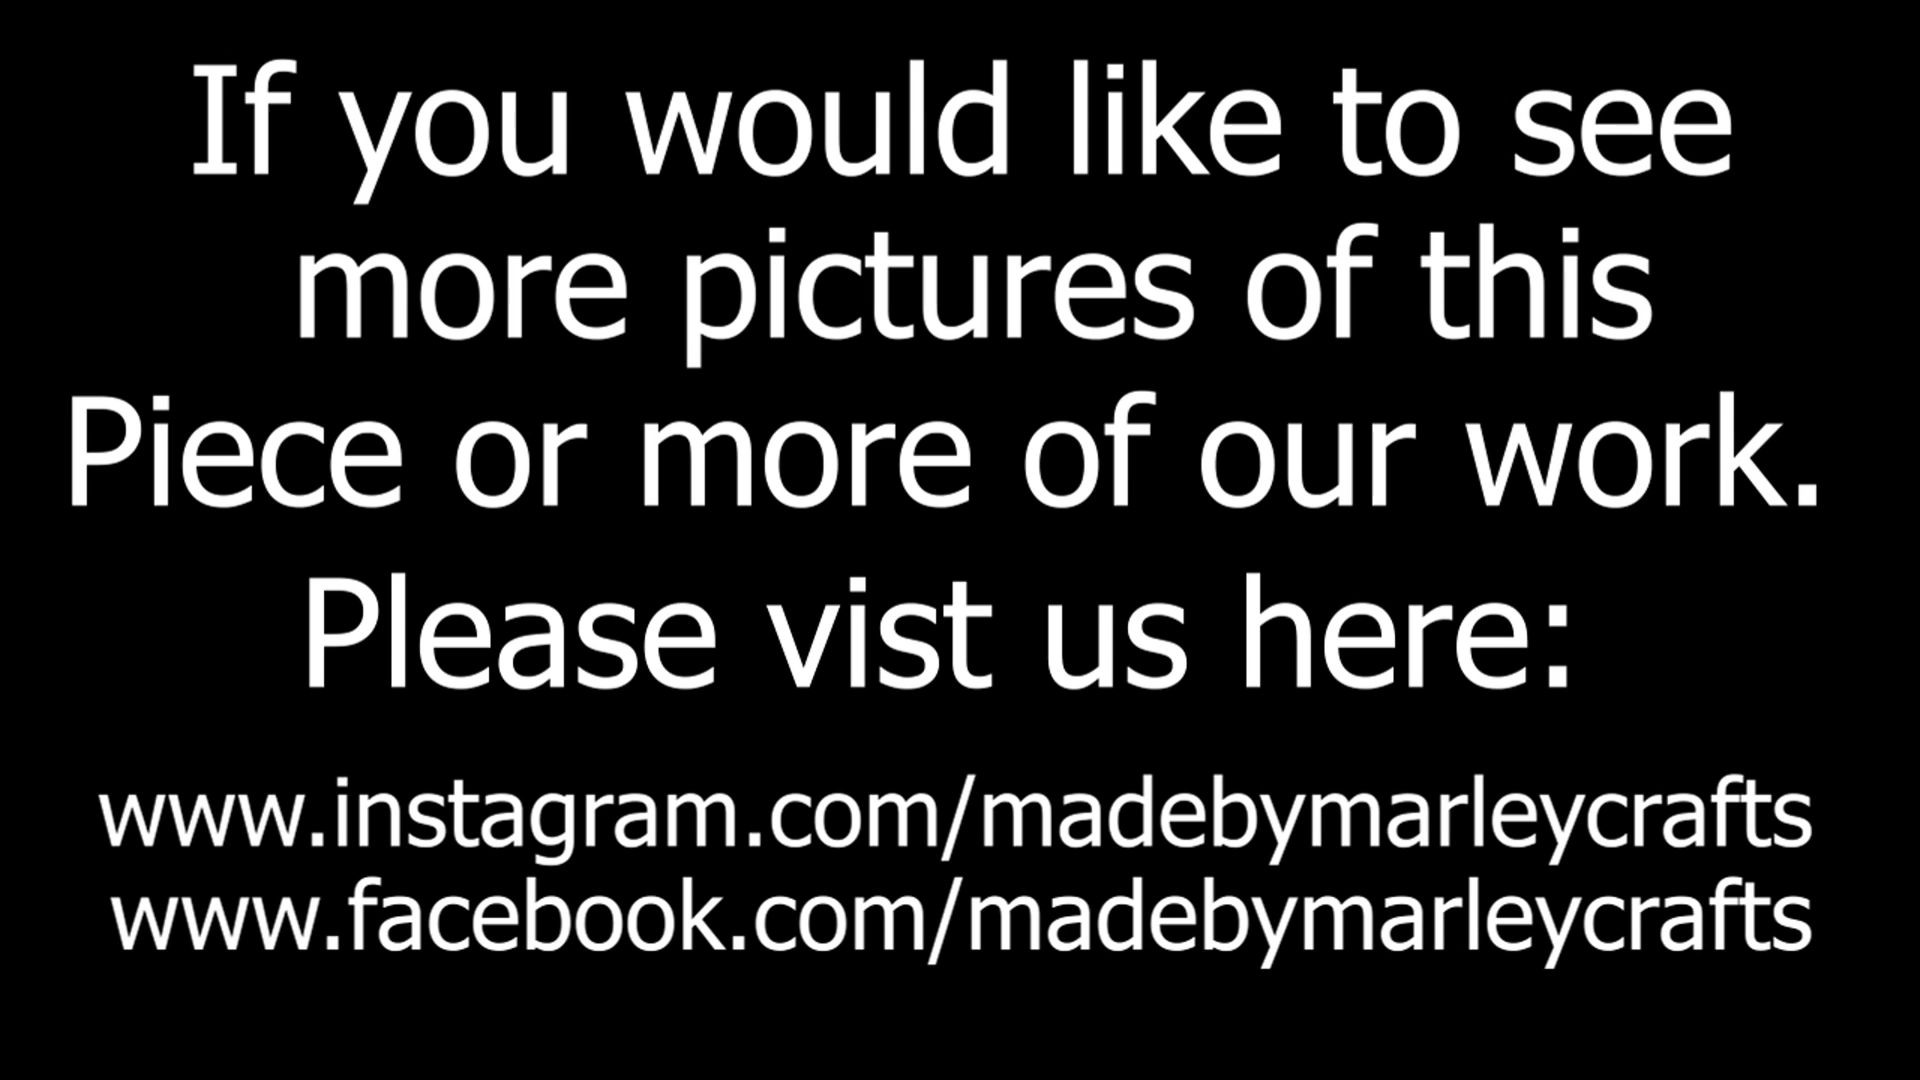 If you would like to see
more pictures of this
Piece or more of our work.
Please vist us here:
www.instagram.com/madebymarleycrafts
www.facebook.com/madebymarleycrafts